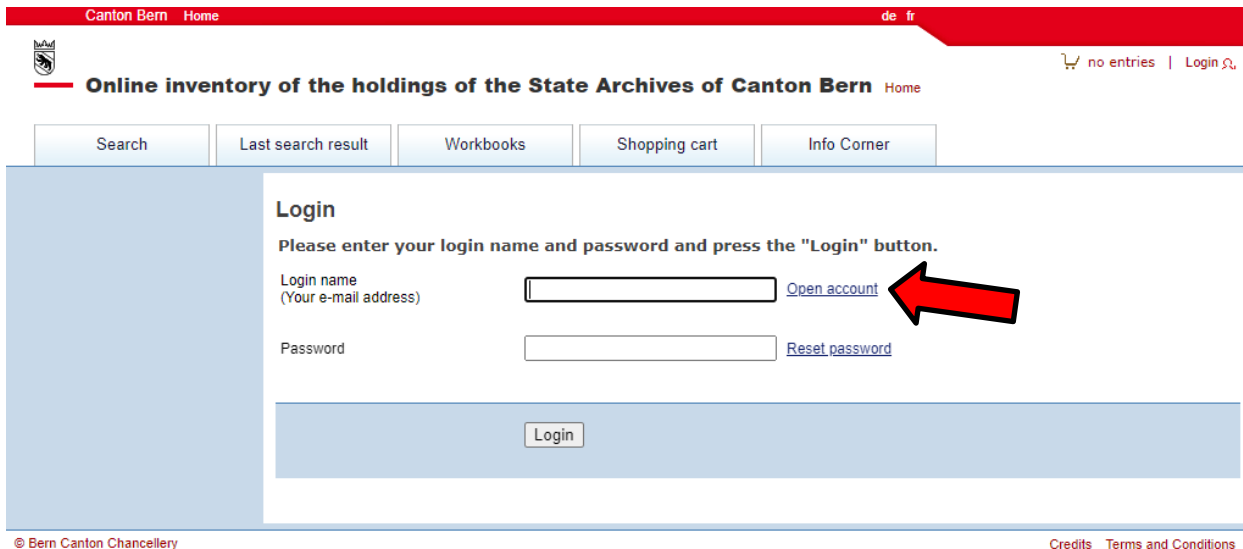 Canton Bern Home de fr
no entries | Login
Online inventory of the holdings of the State Archives of Canton Bern Home
Search Last search result Workbooks Shopping cart Info Corner
Login
Please enter your login name and password and press the "Login" button.
Login name
(Your e-mail address)
Open account
Password Reset password
Login
© Bern Canton Chancellery Credits Terms and Conditions